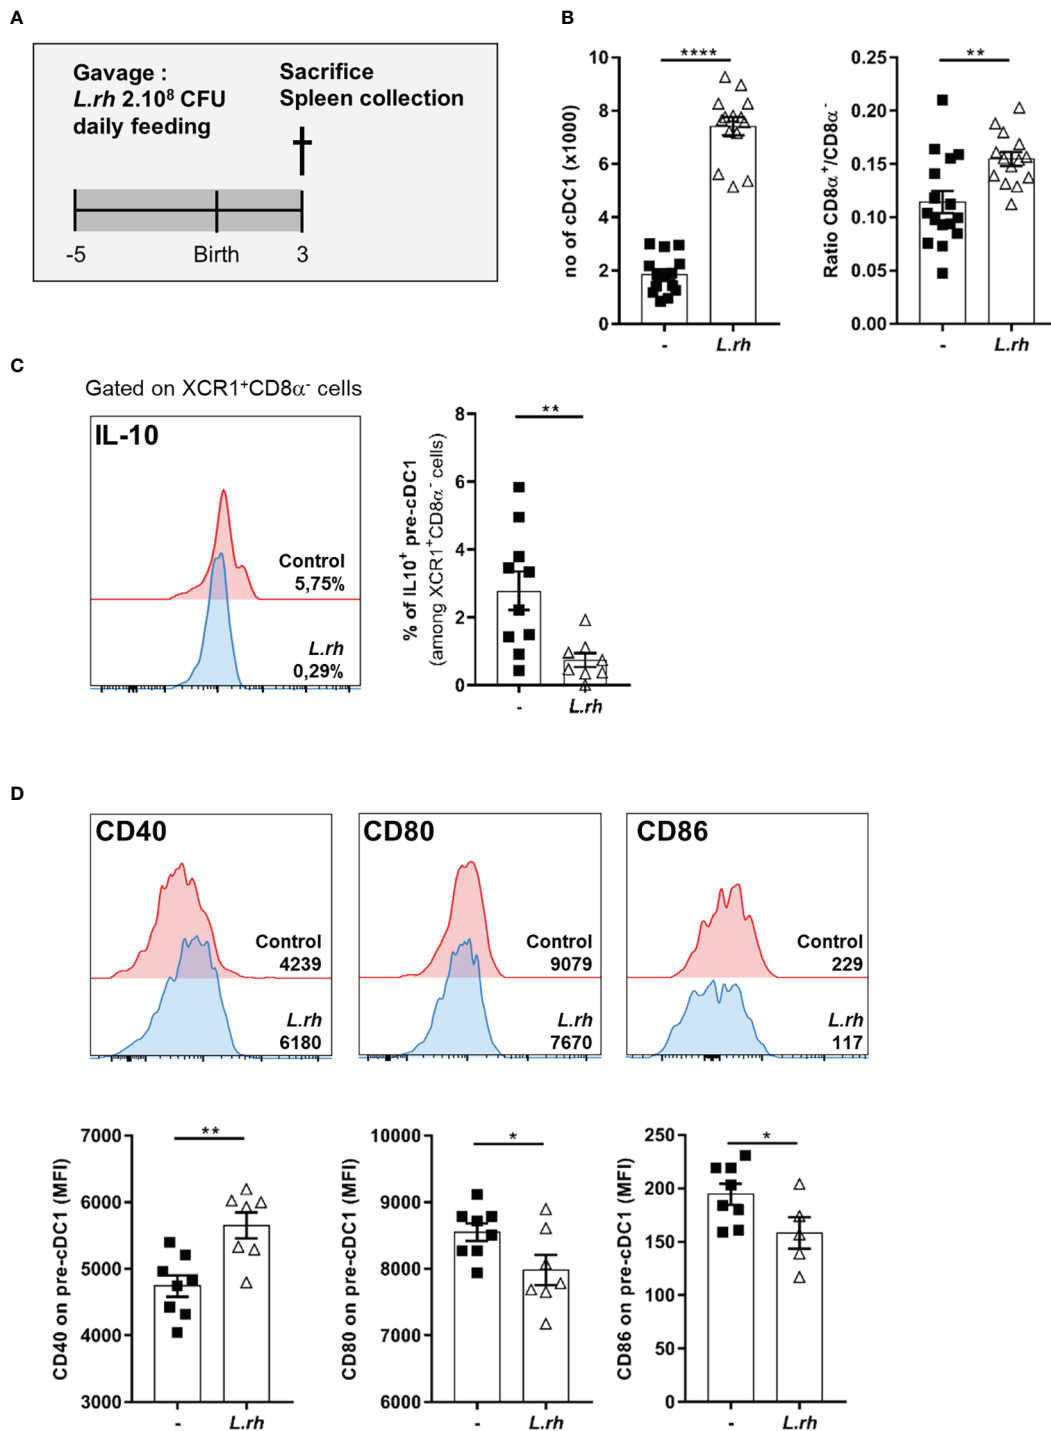 A
Gavage :
L.rh 2.10⁸ CFU
daily feeding
Sacrifice
Spleen collection
-5
Birth
3
B
no of cDC1 (x1000)
10
8
6
4
2
0
****
-
L.rh
Ratio CD8α⁺/CD8α⁻
0.25
0.20
0.15
0.10
0.05
0.00
**
-
L.rh
C
Gated on XCR1⁺CD8α⁻ cells
IL-10
Control
5,75%
L.rh
0,29%
% of IL10⁺ pre-cDC1
(among XCR1⁺CD8α⁻ cells)
8
6
4
2
0
**
-
L.rh
D
CD40
Control
4239
L.rh
6180
CD80
Control
9079
L.rh
7670
CD86
Control
229
L.rh
117
CD40 on pre-cDC1 (MFI)
7000
6000
5000
4000
3000
**
-
L.rh
CD80 on pre-cDC1 (MFI)
10000
9000
8000
7000
6000
*
-
L.rh
CD86 on pre-cDC1 (MFI)
250
200
150
100
50
0
*
-
L.rh